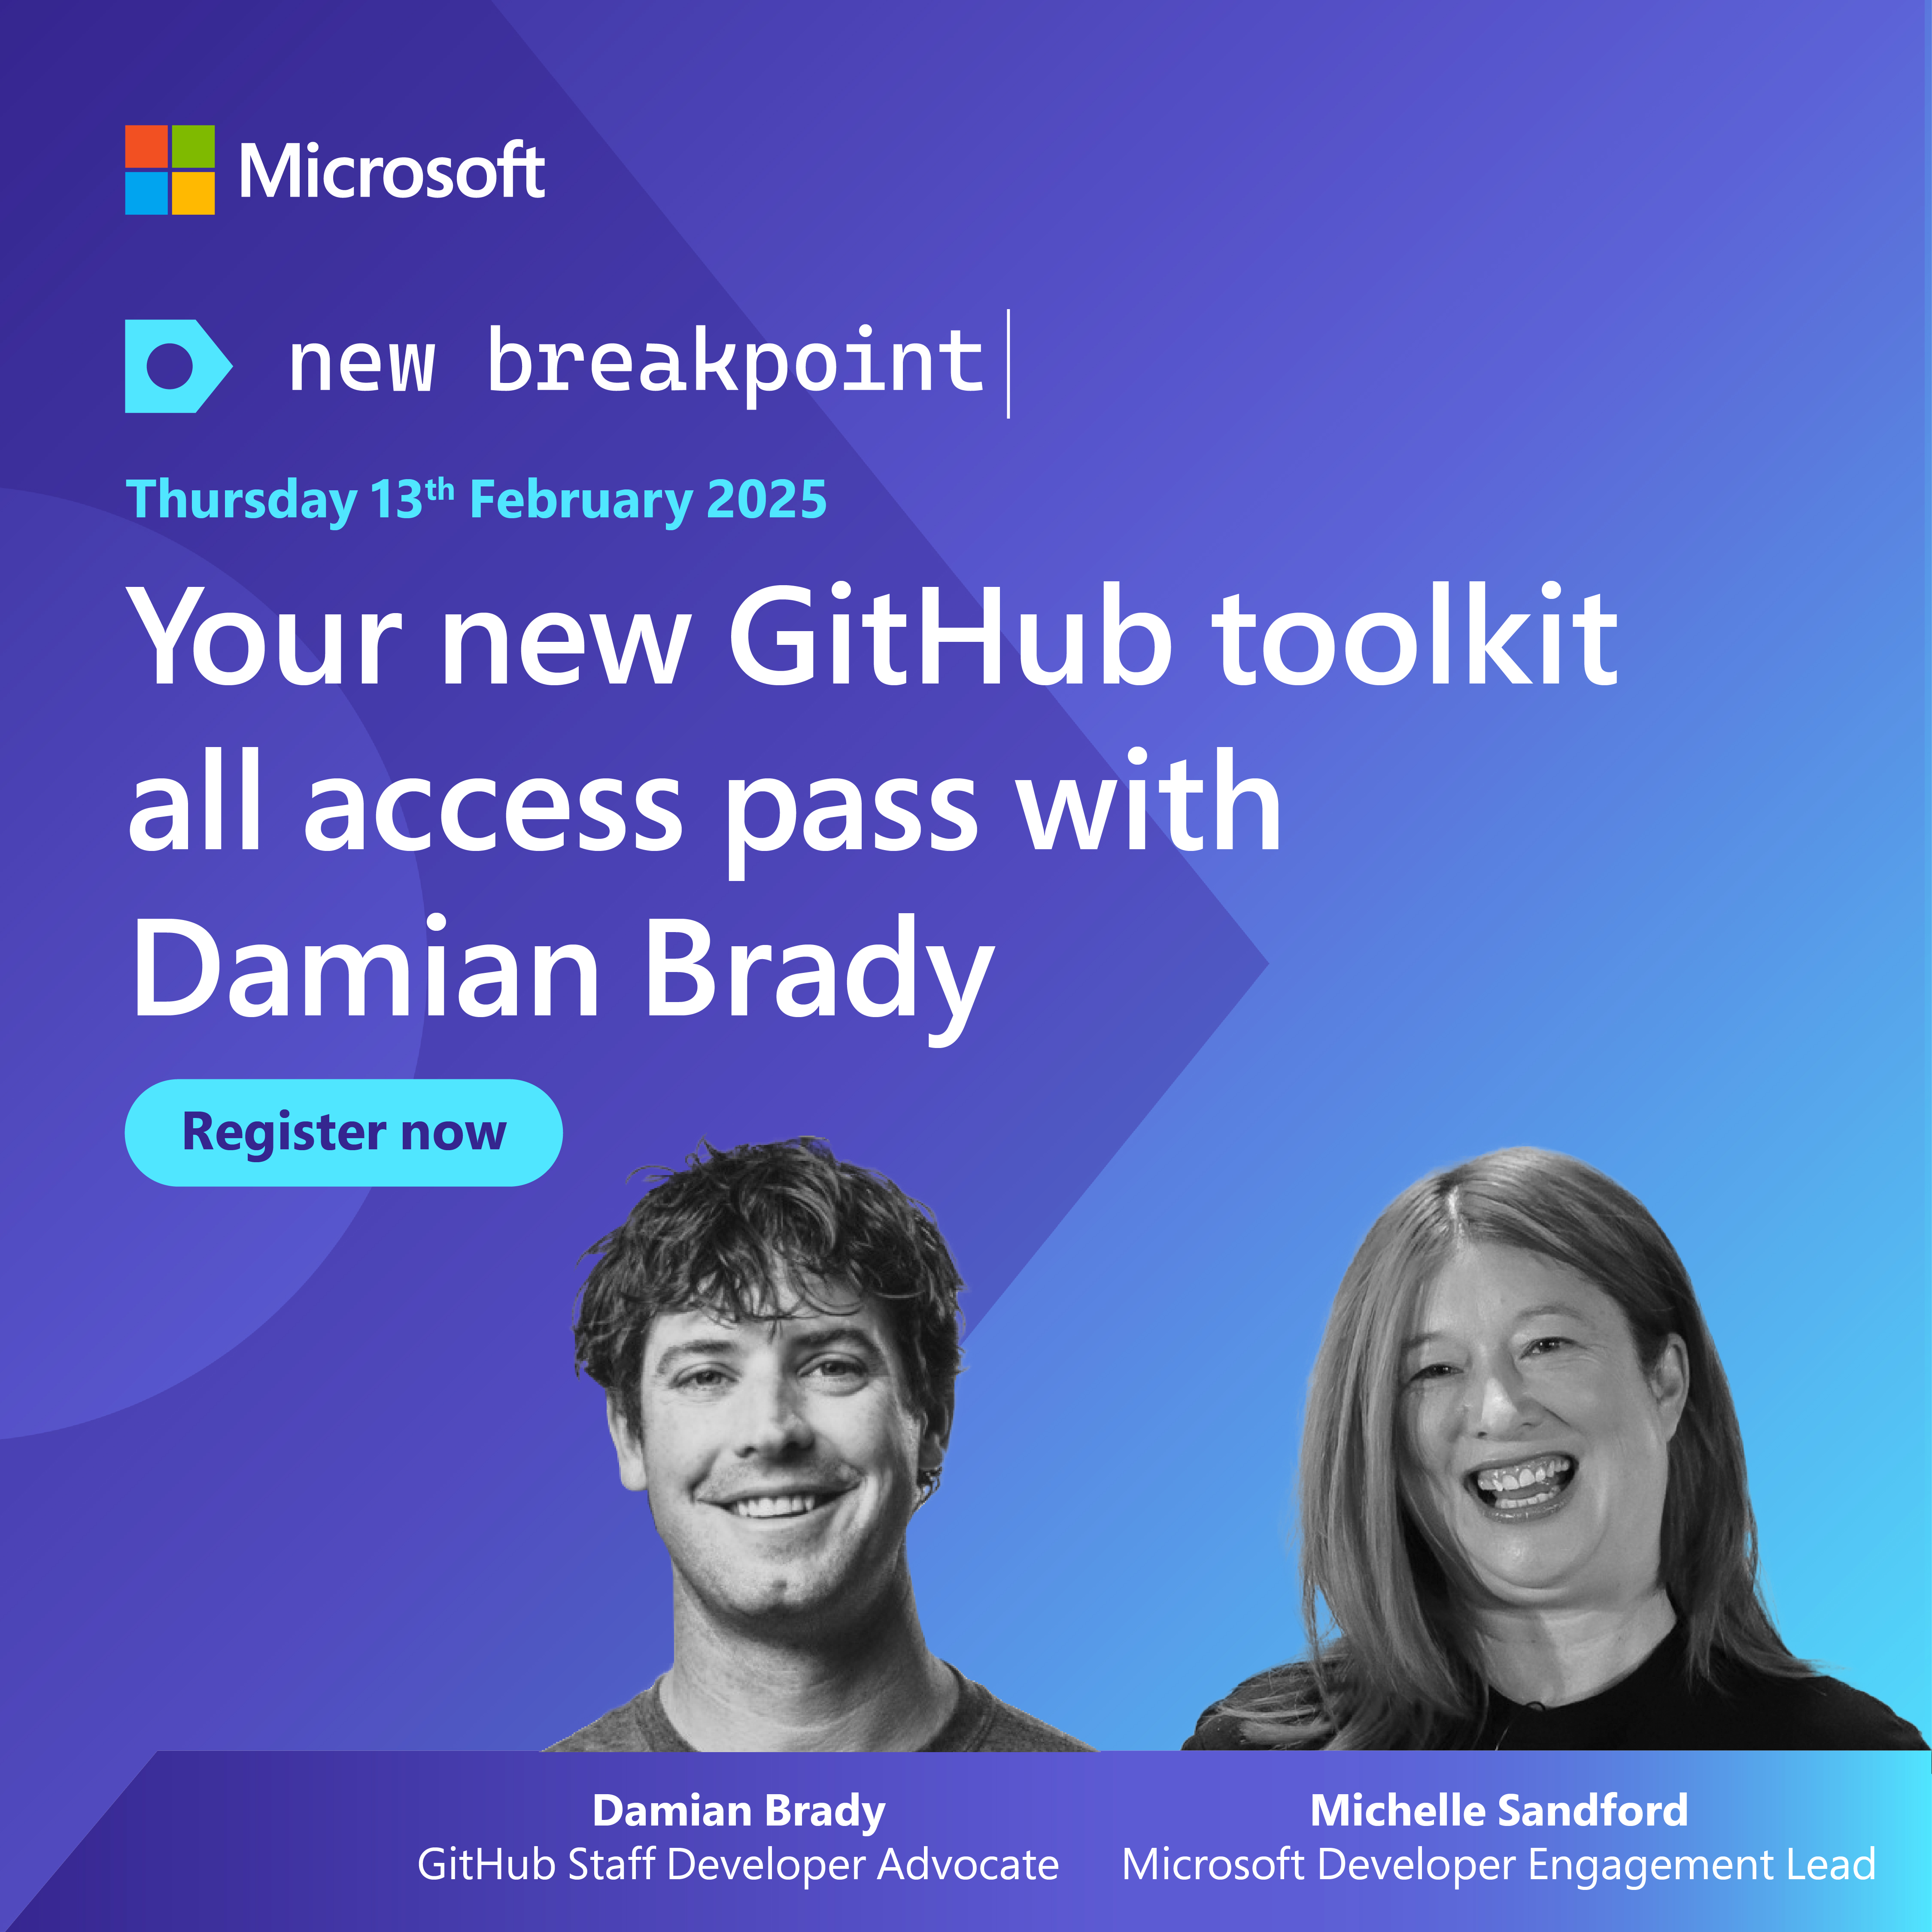 Microsoft
new breakpoint
Thursday 13th February 2025
Your new GitHub toolkit
all access pass with
Damian Brady
Register now
Damian Brady
GitHub Staff Developer Advocate
Michelle Sandford
Microsoft Developer Engagement Lead